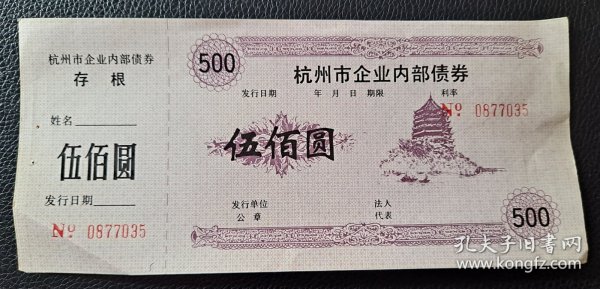 杭州市企业内部债券
存根
姓名
伍佰圆
发行日期
No 0877035
500
杭州市企业内部债券
发行日期 年 月 日 期限 利率
No 0877035
伍佰圆
发行单位 法人
公章 代表
500
孔夫子旧书网
www.kongfz.com